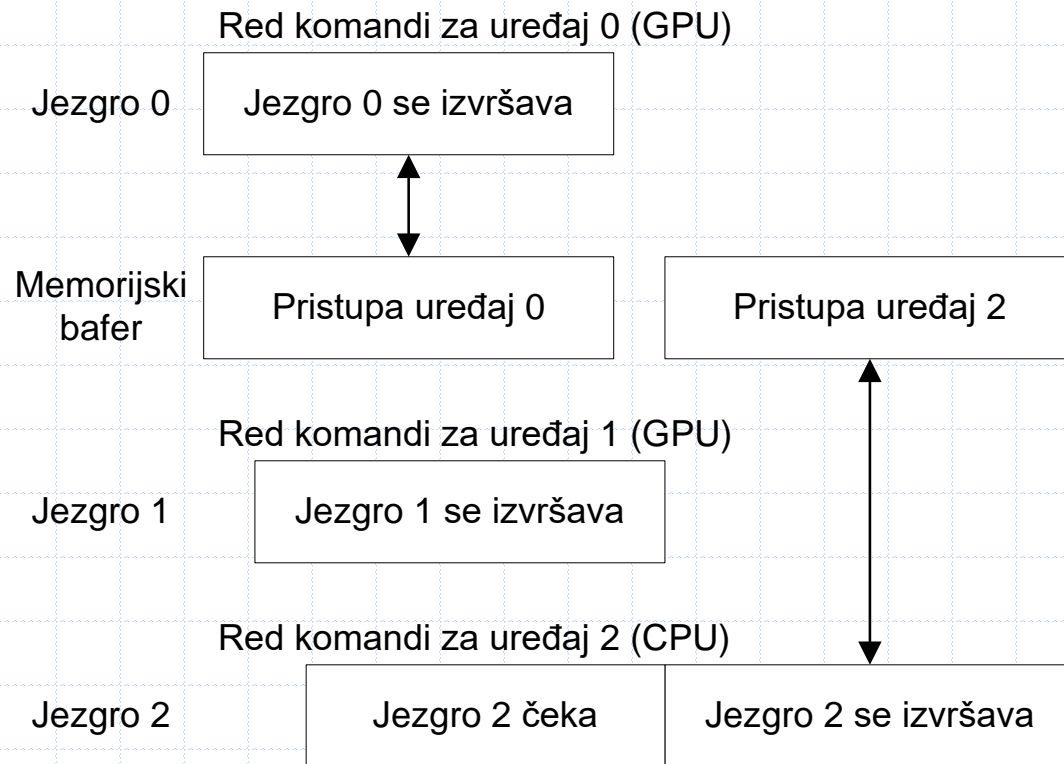 Red komandi za uređaj 0 (GPU)
Jezgro 0
Jezgro 0 se izvršava
Memorijski
bafer
Pristupa uređaj 0
Pristupa uređaj 2
Red komandi za uređaj 1 (GPU)
Jezgro 1
Jezgro 1 se izvršava
Red komandi za uređaj 2 (CPU)
Jezgro 2
Jezgro 2 čeka
Jezgro 2 se izvršava